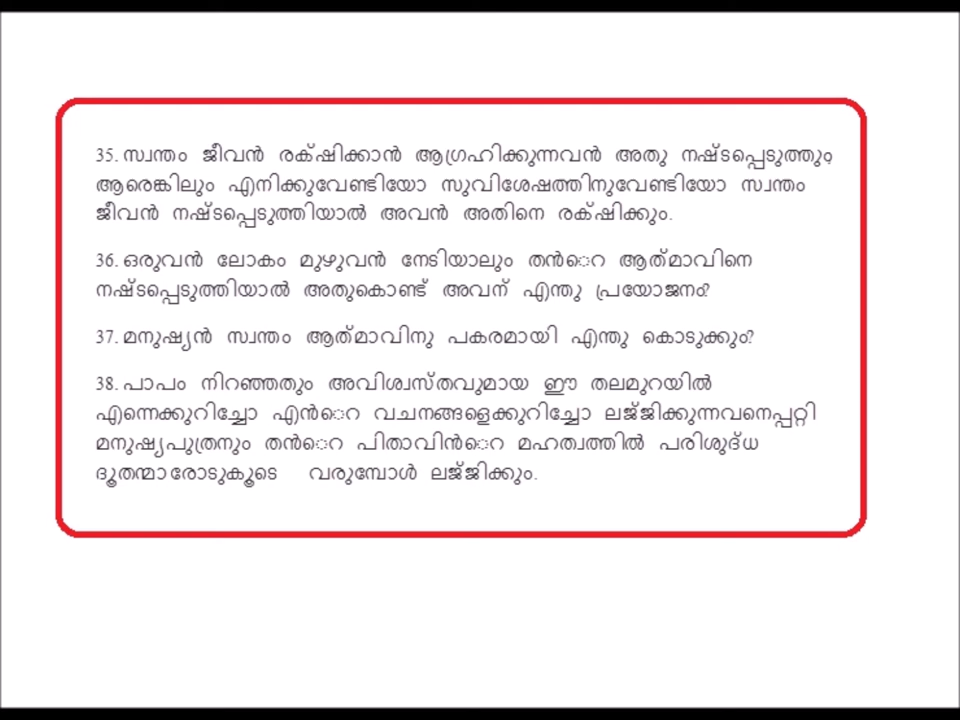 35. സ്വന്തം ജീവൻ രക്ഷിക്കാൻ ആഗ്രഹിക്കുന്നവൻ അതു നഷ്ടപ്പെടുത്തും;
ആരെങ്കിലും എനിക്കുവേണ്ടിയോ സുവിശേഷത്തിനുവേണ്ടിയോ സ്വന്തം
ജീവൻ നഷ്ടപ്പെടുത്തിയാൽ അവൻ അതിനെ രക്ഷിക്കും.
36. ഒരുവൻ ലോകം മുഴുവൻ നേടിയാലും തൻെറ ആത്മാവിനെ
നഷ്ടപ്പെടുത്തിയാൽ അതുകൊണ്ട് അവന് എന്തു പ്രയോജനം?
37. മനുഷ്യൻ സ്വന്തം ആത്മാവിനു പകരമായി എന്തു കൊടുക്കും?
38. പാപം നിറഞ്ഞതും അവിശ്വസ്തവുമായ ഈ തലമുറയിൽ
എന്നെക്കുറിച്ചോ എൻെറ വചനങ്ങളെക്കുറിച്ചോ ലജ്ജിക്കുന്നവനെപ്പറ്റി
മനുഷ്യപുത്രനും തൻെറ പിതാവിൻെറ മഹത്വത്തിൽ പരിശുദ്ധ
ദൂതന്മാരോടുകൂടെ വരുമ്പോൾ ലജ്ജിക്കും.